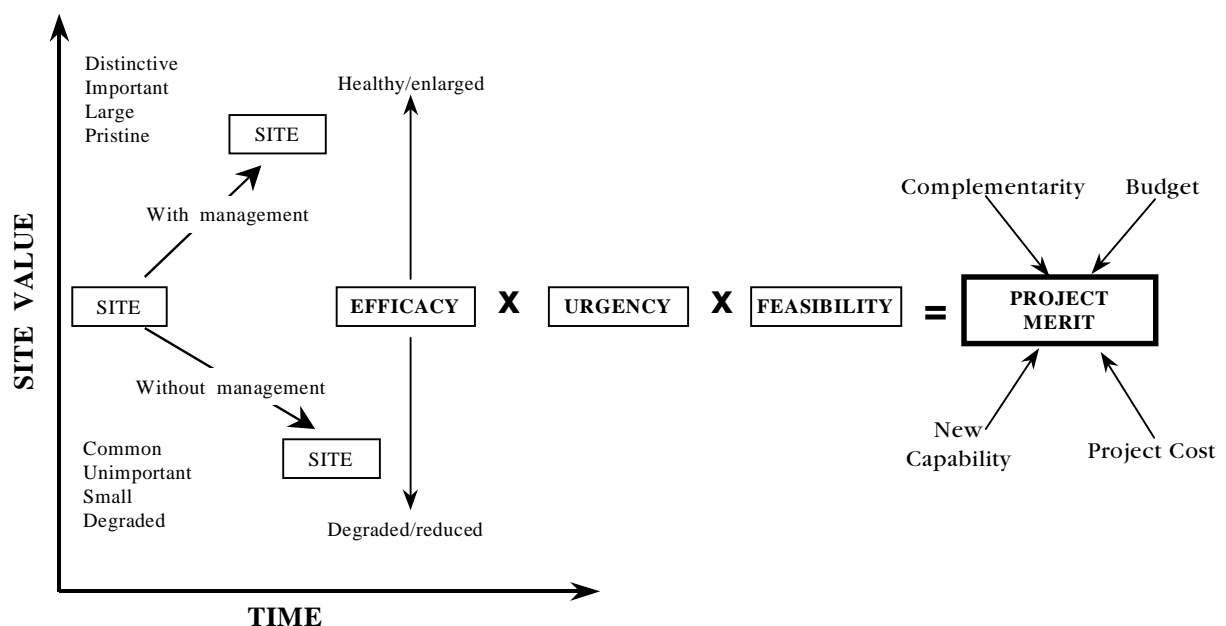 Distinctive
Important
Large
Pristine
Healthy/enlarged
SITE
With management
Complementarity
Budget
SITE VALUE
SITE
EFFICACY X URGENCY X FEASIBILITY =
PROJECT
MERIT
Without management
Common
Unimportant
Small
Degraded
SITE
New
Capability
Project Cost
Degraded/reduced
TIME